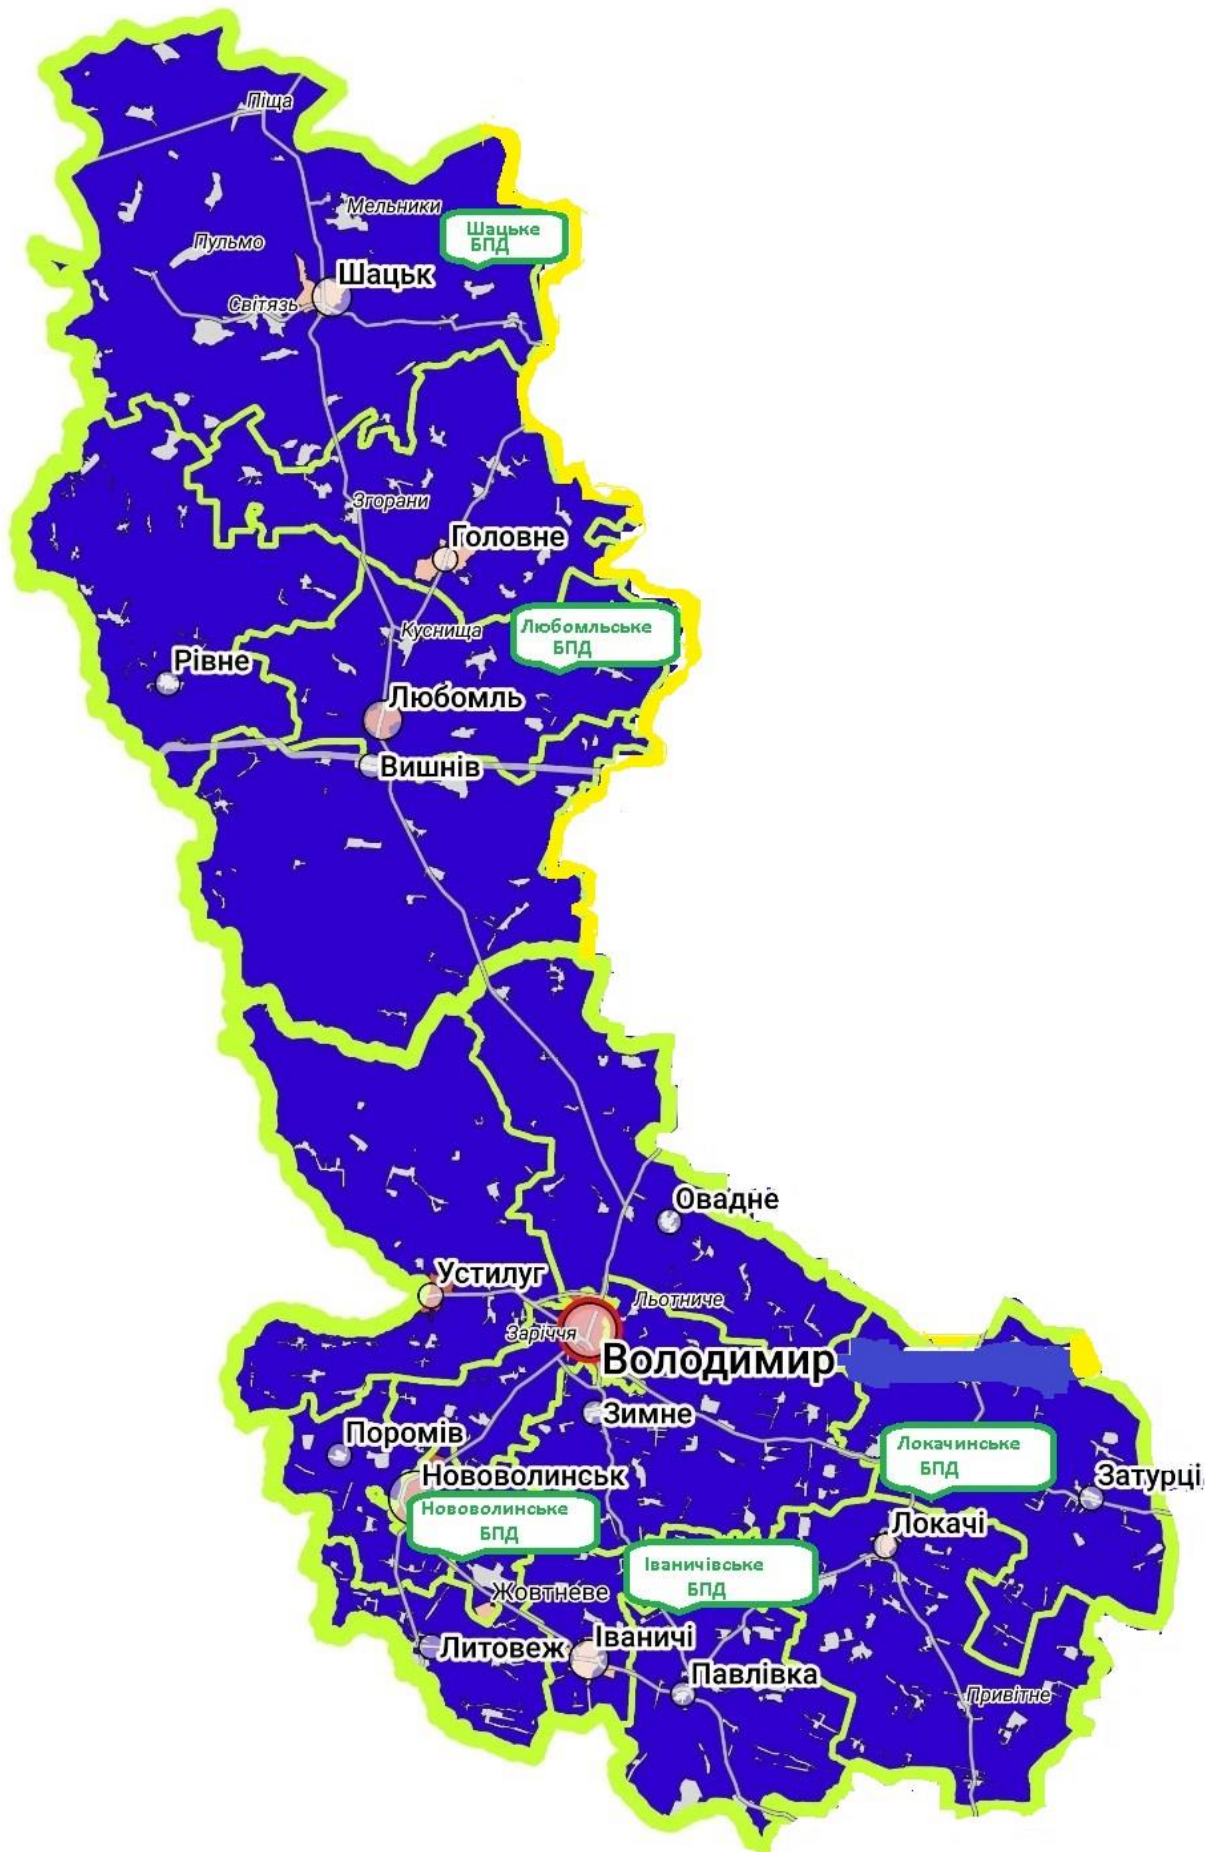 Піща
Мельники
Шацьке
БПД
Пульмо
Шацьк
Світязь
Згорани
Головне
Куснища
Любомльське
БПД
Рівне
Любомль
Вишнів
Овадне
Устилуг
Льотниче
Заріччя
Володимир
Зимне
Поромів
Локачинське
БПД
Нововолинськ
Затурці
Нововолинське
БПД
Локачі
Іваничівське
БПД
Жовтневе
Іваничі
Литовеж
Павлівка
Привітне